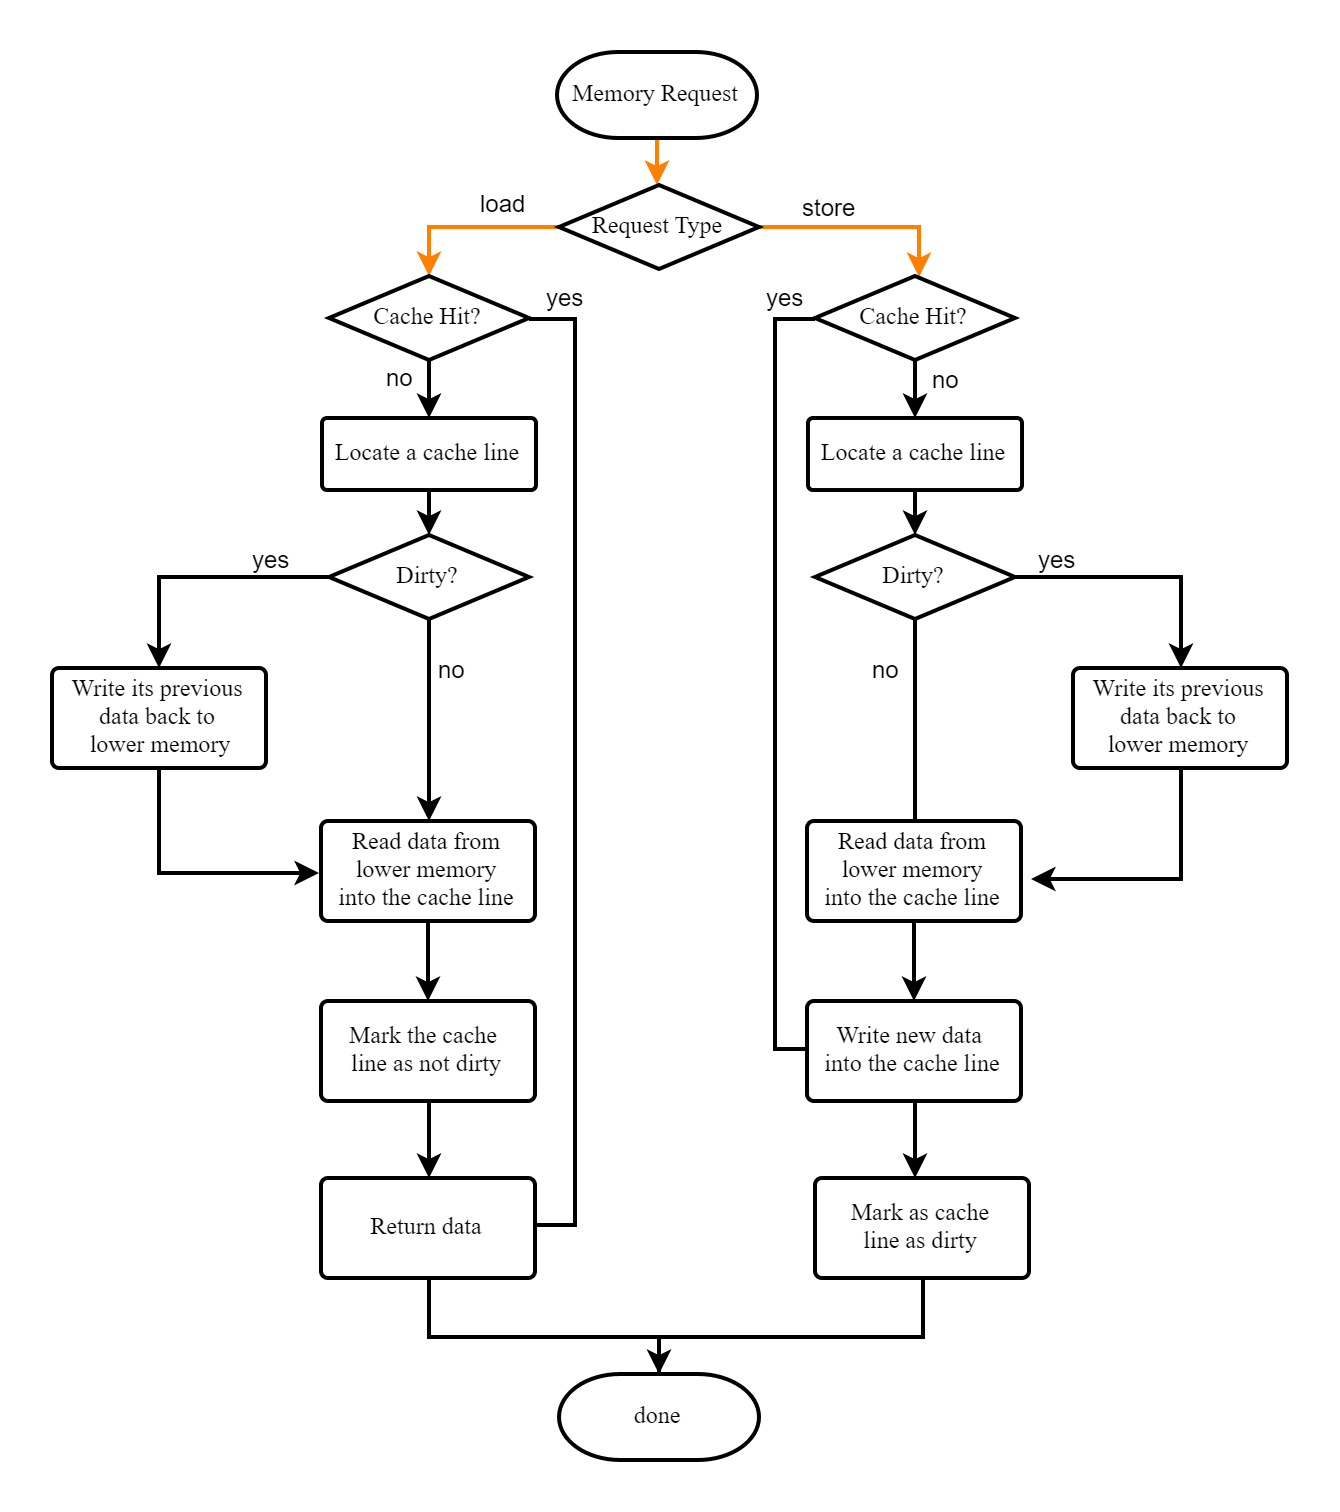 Memory Request
load
Request Type
store
Cache Hit?
yes
yes
Cache Hit?
no
no
Locate a cache line
Locate a cache line
yes
Dirty?
Dirty?
yes
no
no
Write its previous
data back to
lower memory
Write its previous
data back to
lower memory
Read data from
lower memory
into the cache line
Read data from
lower memory
into the cache line
Mark the cache
line as not dirty
Write new data
into the cache line
Return data
Mark as cache
line as dirty
done